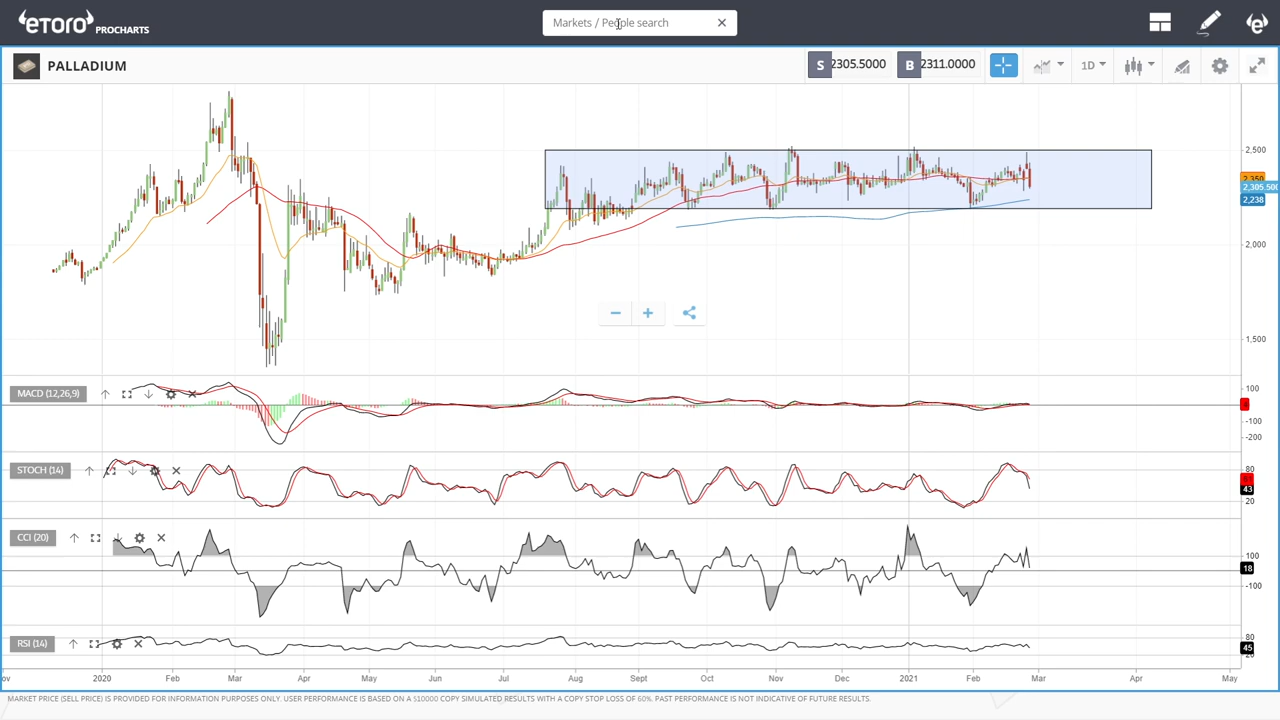 eToro PROCHARTS
Markets / People search
PALLADIUM
S 2305.5000 B 2311.0000
1D
2,500
2,350
2,305.500
2,238
2,000
1,500
MACD (12,26,9)
100
-100
-200
STOCH (14)
80
43
20
CCI (20)
100
18
-100
RSI (14)
80
45
ov 2020 Feb Mar Apr May Jun Jul Aug Sept Oct Nov Dec 2021 Feb Mar Apr May
MARKET PRICE (SELL PRICE) IS PROVIDED FOR INFORMATION PURPOSES ONLY. USER PERFORMANCE IS BASED ON A $10000 COPY SIMULATED RESULTS WITH A COPY STOP LOSS OF 60%. PAST PERFORMANCE IS NOT INDICATIVE OF FUTURE RESULTS.